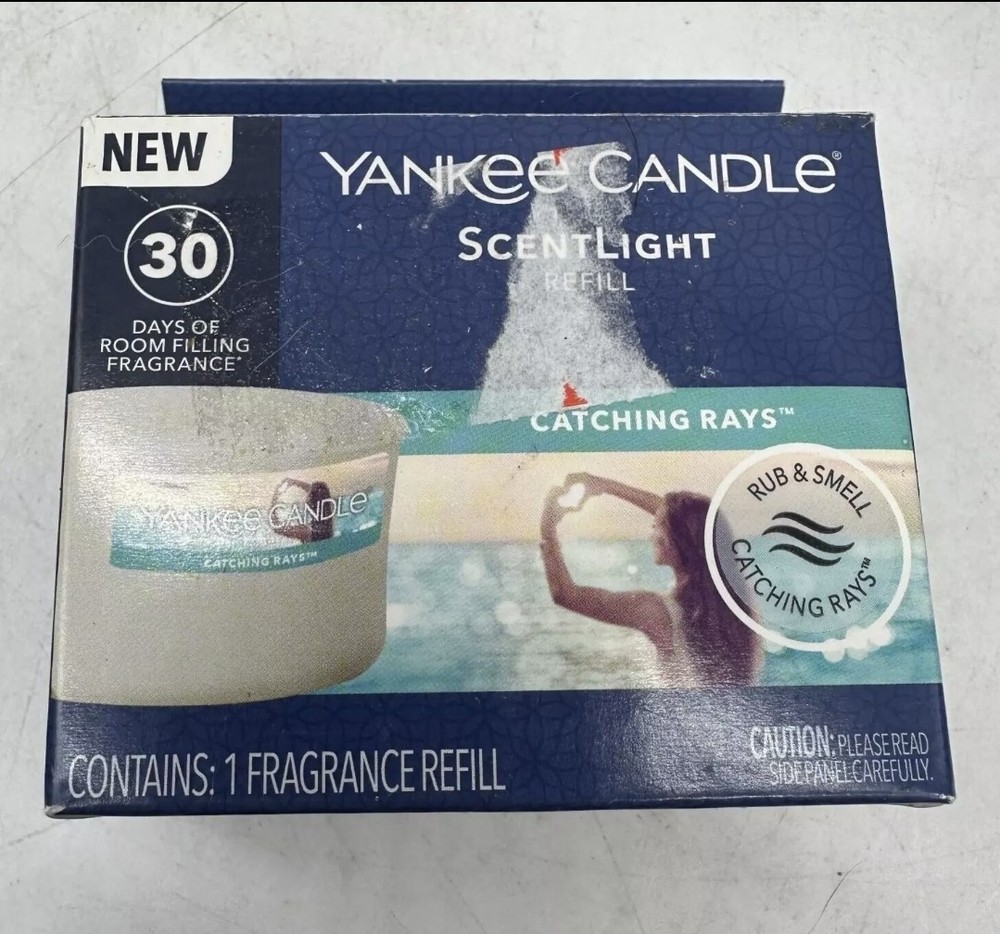 NEW
30
DAYS OF
ROOM FILLING
FRAGRANCE*
YANKEE CANDLE®
SCENTLIGHT
REFILL
CATCHING RAYS™
YANKEE CANDLE
CATCHING RAYS™
RUB & SMELL
CATCHING RAYS™
CONTAINS: 1 FRAGRANCE REFILL
CAUTION: PLEASE READ
SIDE PANEL CAREFULLY.